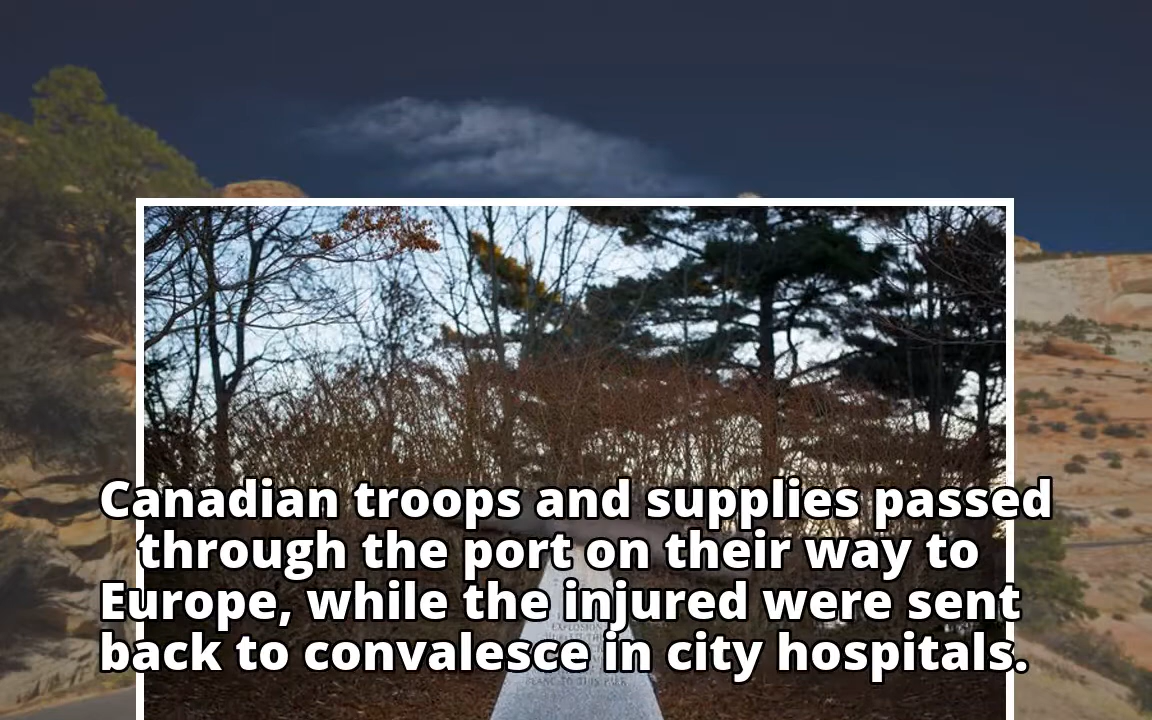 Canadian troops and supplies passed
through the port on their way to
Europe, while the injured were sent
back to convalesce in city hospitals.
EXPLOSION